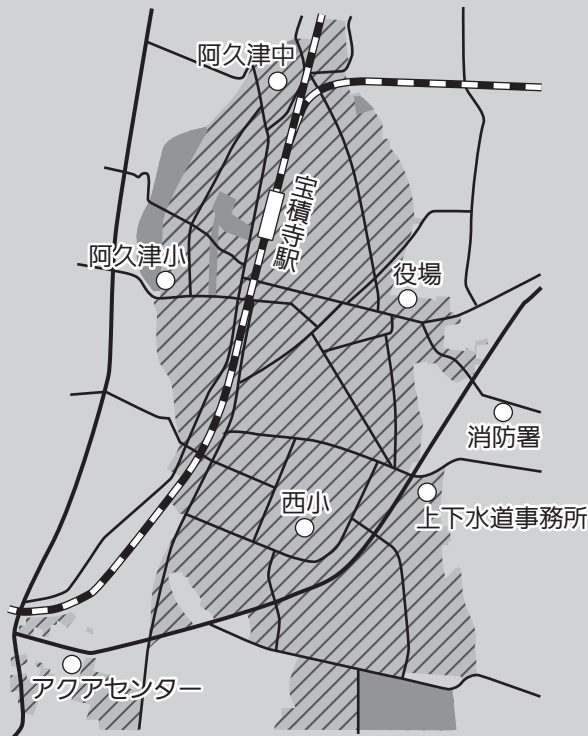 阿久津中
宝積寺駅
阿久津小
役場
消防署
西小
上下水道事務所
アクアセンター